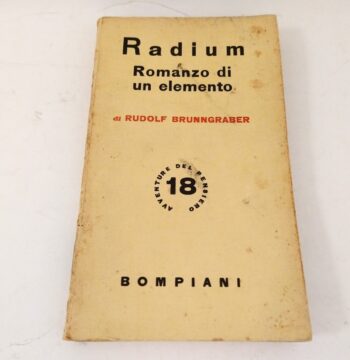 Radium
Romanzo di
un elemento
di RUDOLF BRUNNGRABER
AVVENTURE DEL PENSIERO
18
BOMPIANI